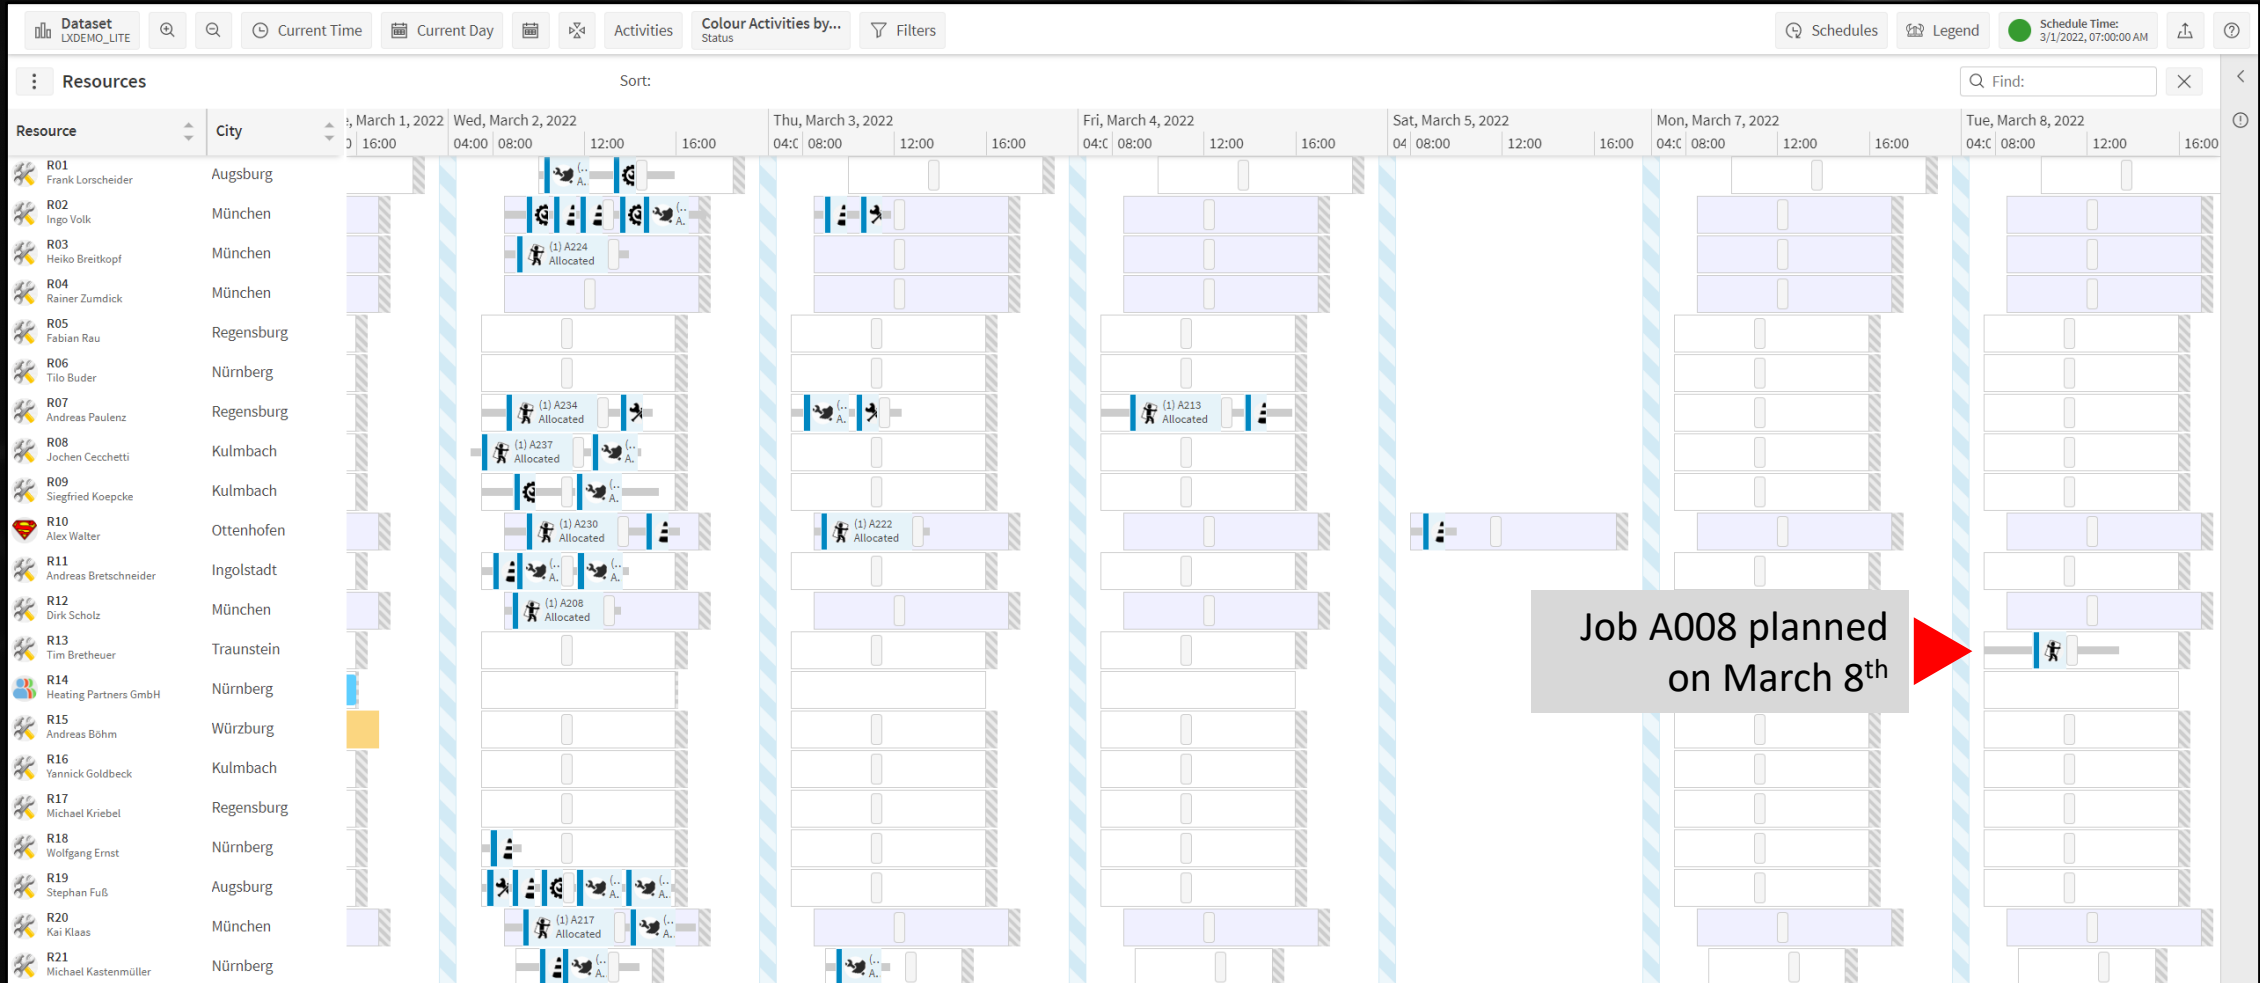 Dataset
LXDEMO_LITE
Current Time
Current Day
Activities
Colour Activities by...
Status
Filters
Schedules
Legend
Schedule Time:
3/1/2022, 07:00:00 AM
Resources
Sort:
Find:
Resource
City
, March 1, 2022
Wed, March 2, 2022
Thu, March 3, 2022
Fri, March 4, 2022
Sat, March 5, 2022
Mon, March 7, 2022
Tue, March 8, 2022
16:00
04:00 08:00 12:00 16:00
08:00 12:00 16:00
08:00 12:00 16:00
04 08:00 12:00 16:00
08:00 12:00 16:00
08:00 12:00 16:00
R01
Frank Lorscheider
Augsburg
(..
A.
R02
Ingo Volk
München
(..
A.
R03
Heiko Breitkopf
München
(1) A224
Allocated
R04
Rainer Zumdick
München
R05
Fabian Rau
Regensburg
R06
Tilo Buder
Nürnberg
R07
Andreas Paulenz
Regensburg
(1) A234
Allocated
(..
A.
(1) A213
Allocated
R08
Jochen Cecchetti
Kulmbach
(1) A237
Allocated
(..
A.
R09
Siegfried Koepcke
Kulmbach
(..
A.
R10
Alex Walter
Ottenhofen
(1) A230
Allocated
(1) A222
Allocated
R11
Andreas Bretschneider
Ingolstadt
(..
A.
(..
A.
R12
Dirk Scholz
München
(1) A208
Allocated
Job A008 planned
on March 8th
R13
Tim Bretheuer
Traunstein
R14
Heating Partners GmbH
Nürnberg
R15
Andreas Böhm
Würzburg
R16
Yannick Goldbeck
Kulmbach
R17
Michael Kriebel
Regensburg
R18
Wolfgang Ernst
Nürnberg
R19
Stephan Fuß
Augsburg
(..
A.
(..
A.
R20
Kai Klaas
München
(1) A217
Allocated
(..
A.
R21
Michael Kastenmüller
Nürnberg
(..
A.
(..
A.